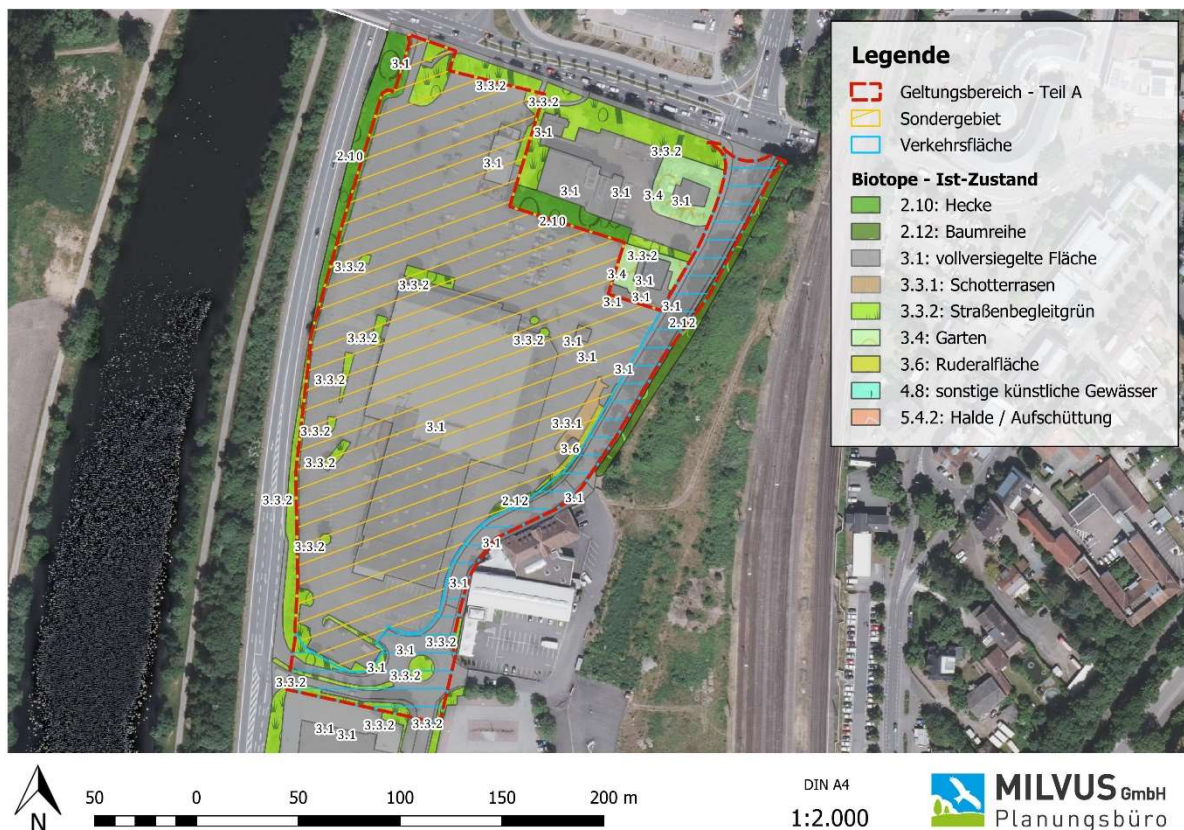 3.1
3.3.2
3.3.2
3.1
2.10
3.1
3.3.2
3.1
3.1
3.4
3.1
2.10
3.3.2
3.3.2
3.4
3.1
3.3.2
3.1
3.1
3.1
2.12
3.3.2
3.3.2
3.1
3.1
3.3.2
3.1
3.3.1
3.3.2
3.1
3.6
3.3.2
3.3.2
2.12
3.1
3.3.2
3.1
3.1
3.1
3.3.2
3.1
3.3.2
3.3.2
3.1
3.3.2
3.3.2
3.1
Legende
Geltungsbereich - Teil A
Sondergebiet
Verkehrsfläche
Biotope - Ist-Zustand
2.10: Hecke
2.12: Baumreihe
3.1: vollversiegelte Fläche
3.3.1: Schotterrasen
3.3.2: Straßenbegleitgrün
3.4: Garten
3.6: Ruderalfläche
4.8: sonstige künstliche Gewässer
5.4.2: Halde / Aufschüttung
N
50 0 50 100 150 200 m
DIN A4
1:2.000
MILVUS GmbH
Planungsbüro